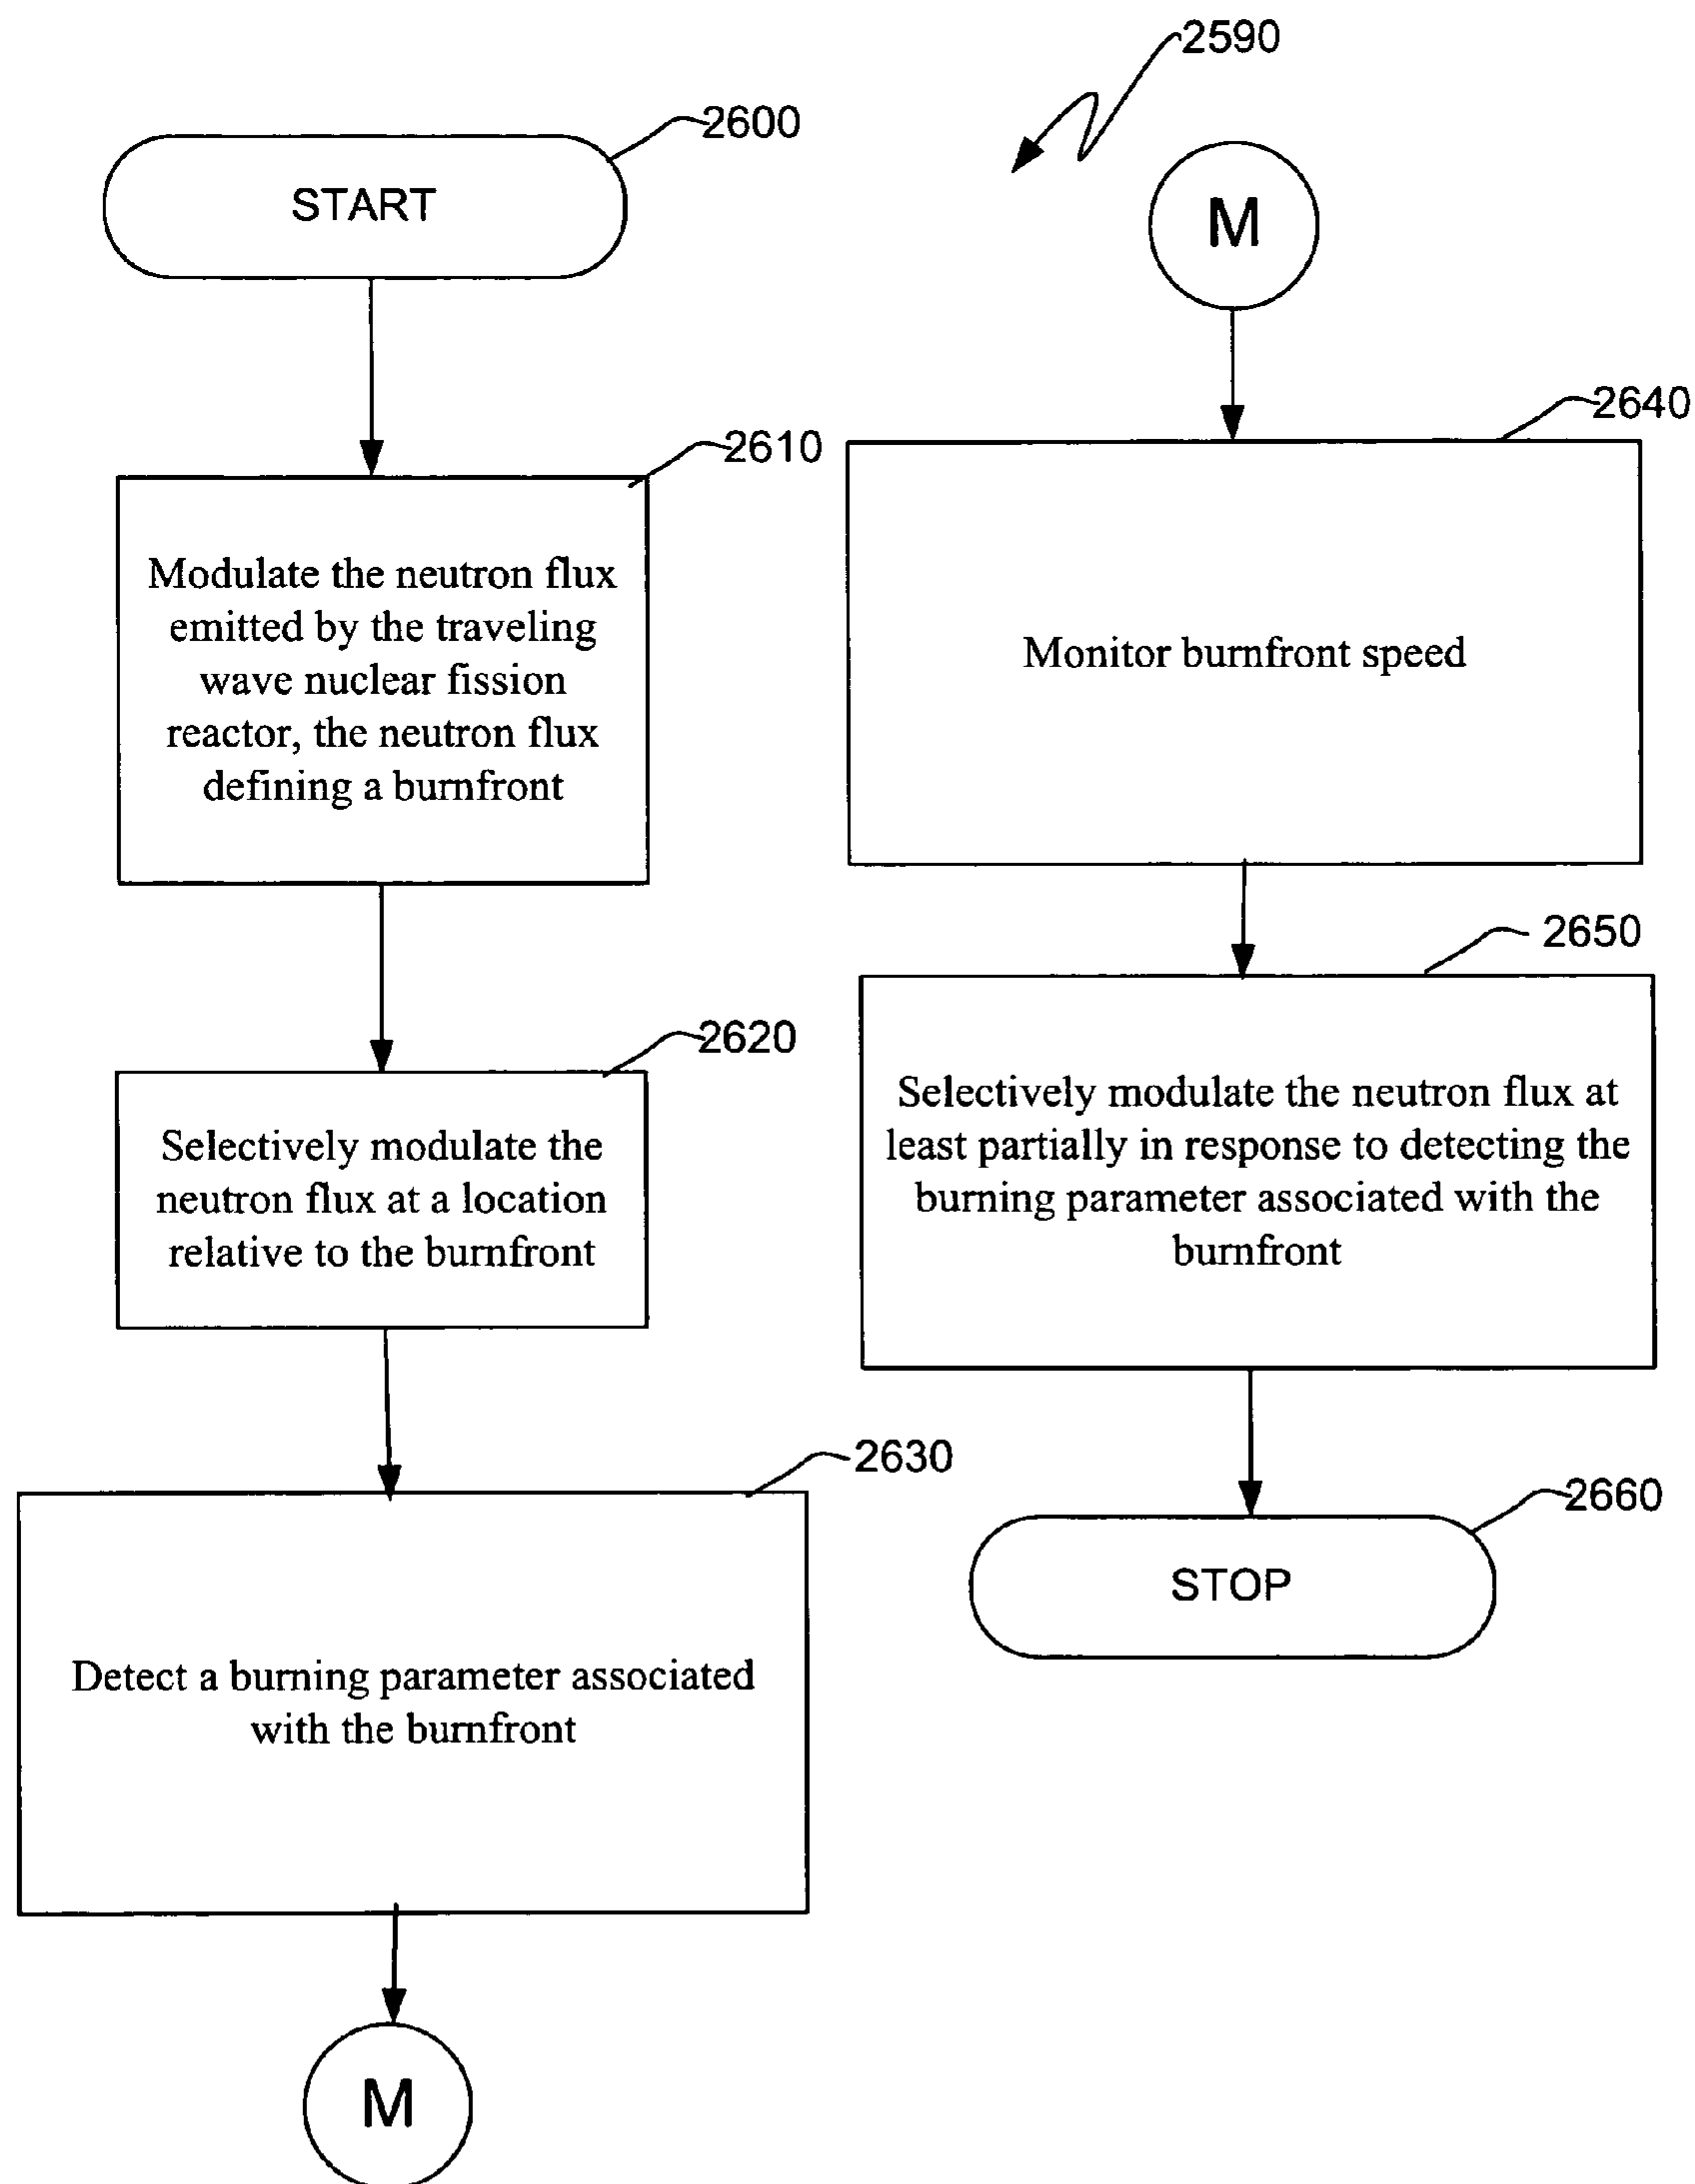 2600
START
2610
Modulate the neutron flux
emitted by the traveling
wave nuclear fission
reactor, the neutron flux
defining a burnfront
2620
Selectively modulate the
neutron flux at a location
relative to the burnfront
2630
Detect a burning parameter associated
with the burnfront
M
2590
M
2640
Monitor burnfront speed
2650
Selectively modulate the neutron flux at
least partially in response to detecting the
burning parameter associated with the
burnfront
2660
STOP